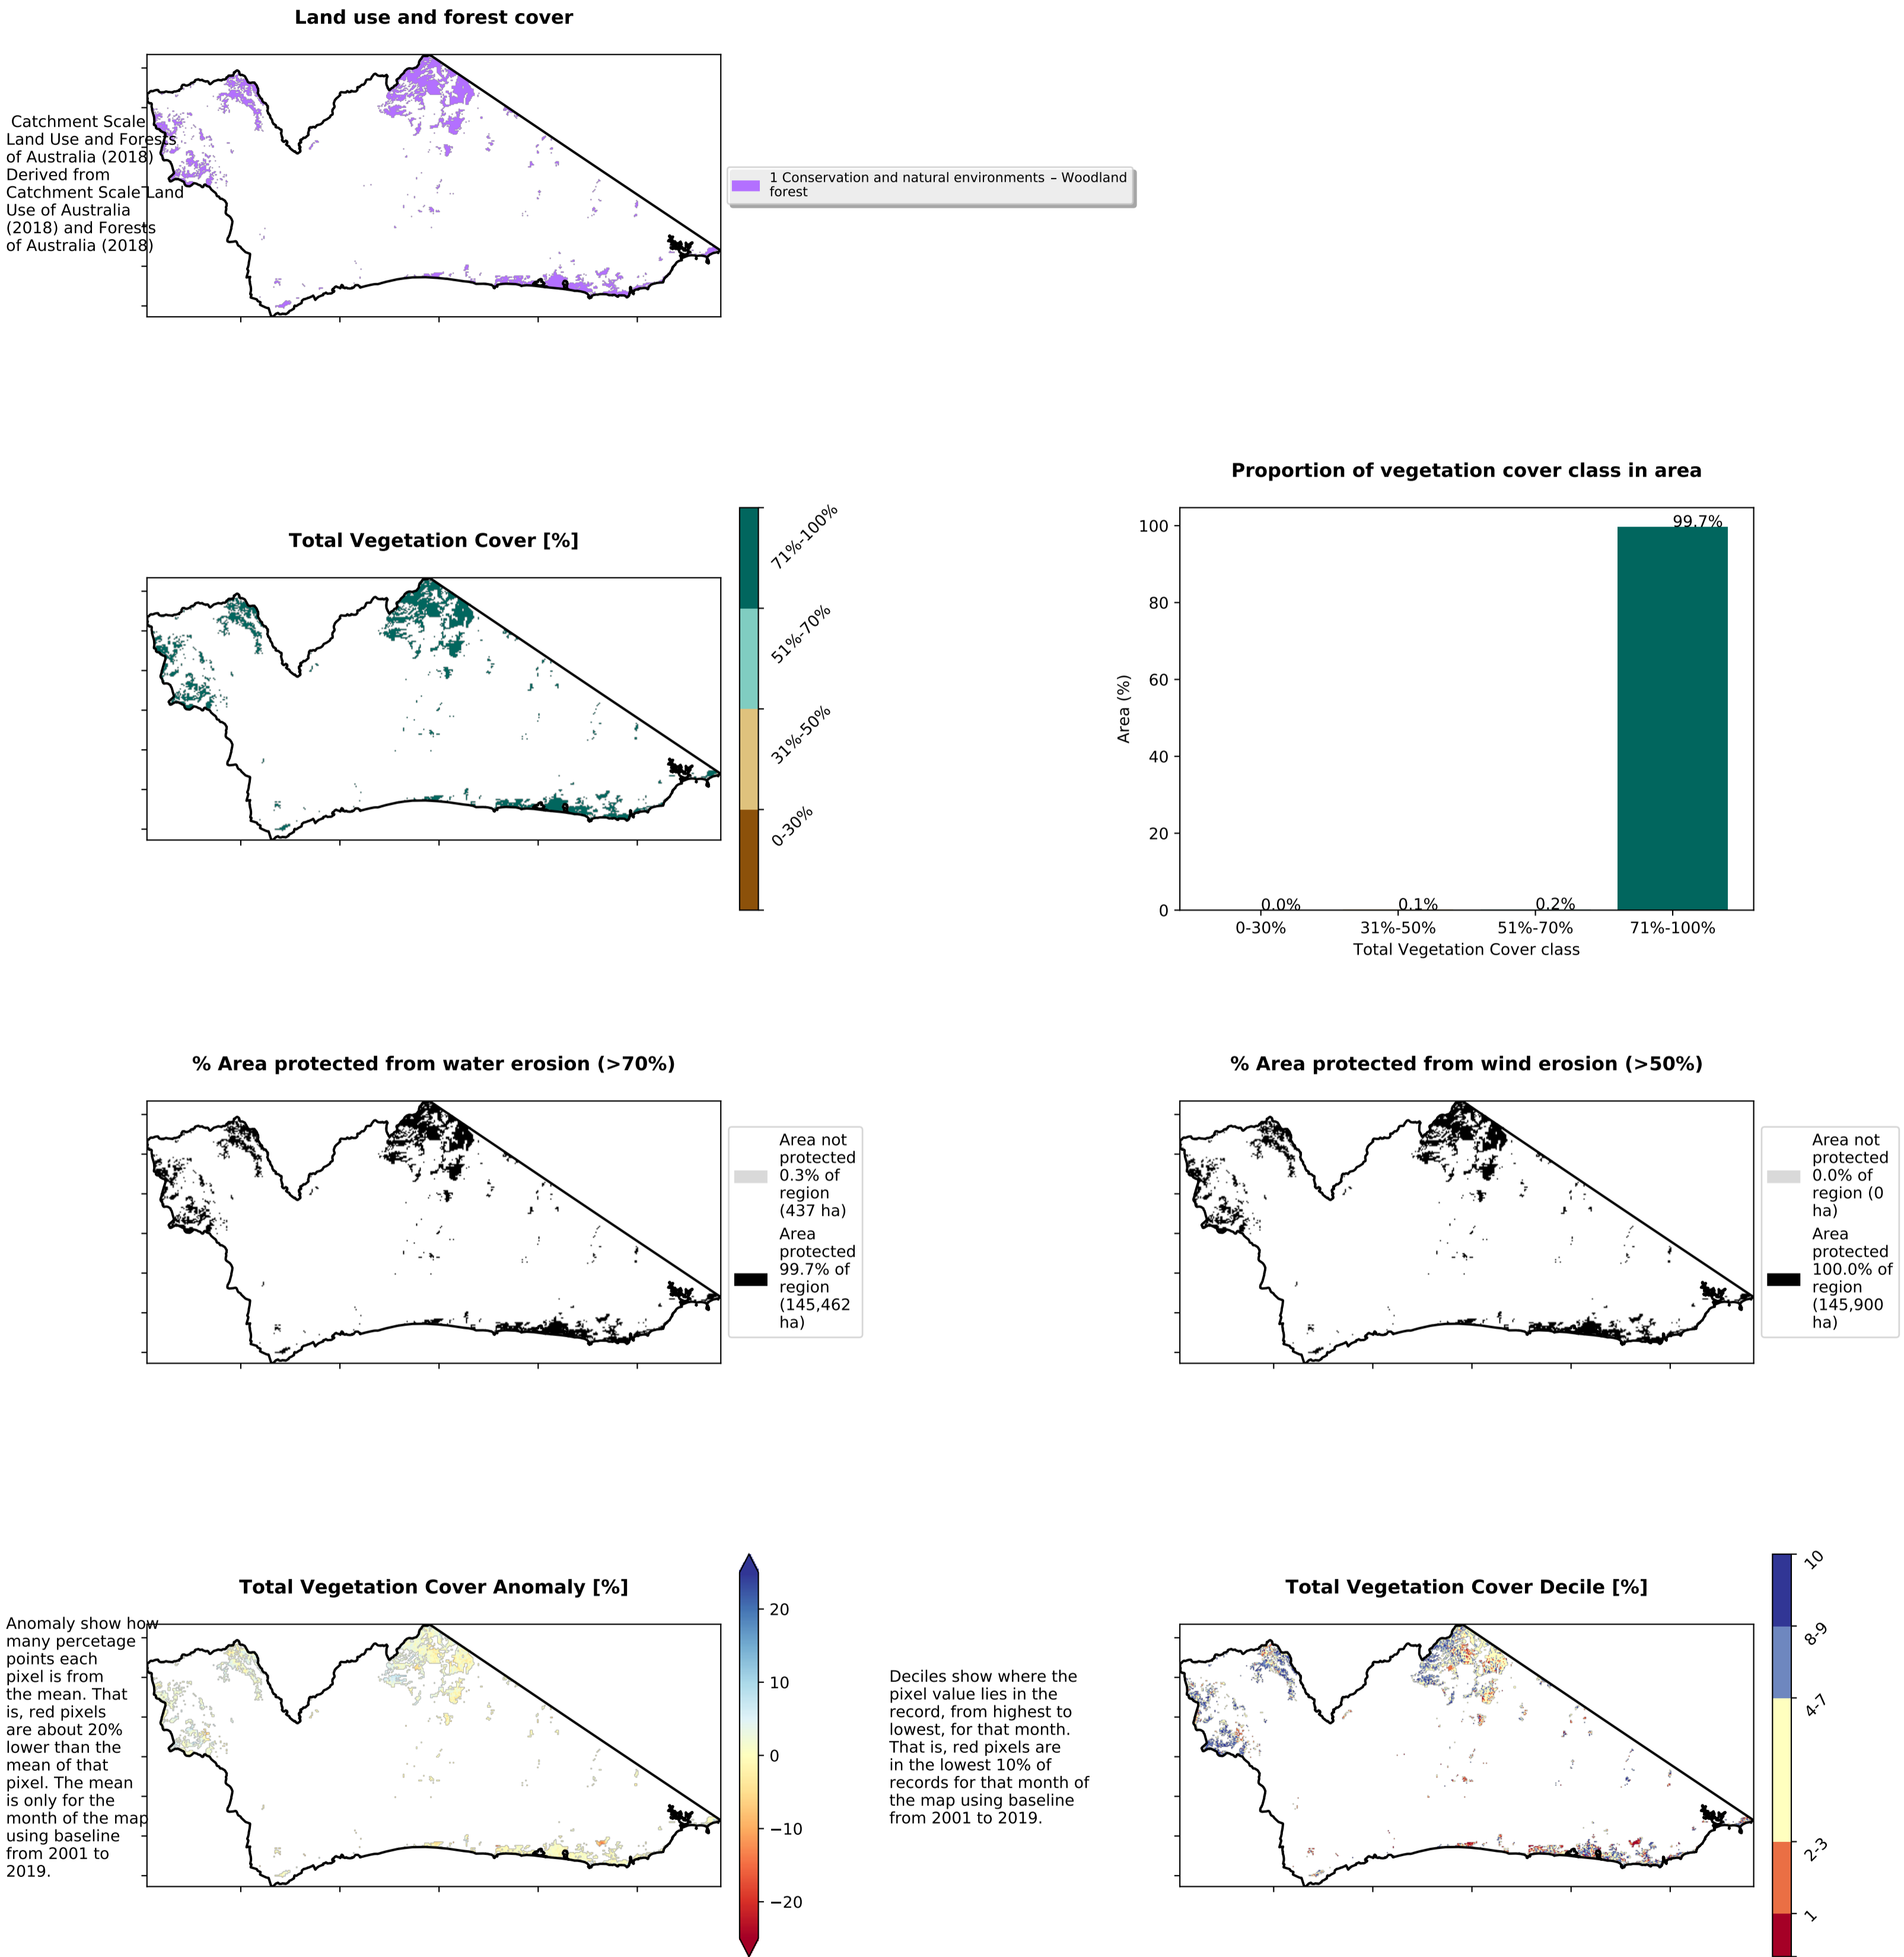 Land use and forest cover
Catchment Scale
Land Use and Forests
of Australia (2018)
Derived from
Catchment Scale Land
Use of Australia
(2018) and Forests
of Australia (2018)
1 Conservation and natural environments – Woodland
forest
Total Vegetation Cover [%]
71%-100%
51%-70%
31%-50%
0-30%
Proportion of vegetation cover class in area
Area (%)
100
80
60
40
20
0
0.0%
0.1%
0.2%
99.7%
0-30%
31%-50%
51%-70%
71%-100%
Total Vegetation Cover class
% Area protected from water erosion (>70%)
Area not
protected
0.3% of
region
(437 ha)
Area
protected
99.7% of
region
(145,462
ha)
% Area protected from wind erosion (>50%)
Area not
protected
0.0% of
region (0
ha)
Area
protected
100.0% of
region
(145,900
ha)
Total Vegetation Cover Anomaly [%]
Anomaly show how
many percetage
points each
pixel is from
the mean. That
is, red pixels
are about 20%
lower than the
mean of that
pixel. The mean
is only for the
month of the map
using baseline
from 2001 to
2019.
20
10
0
−10
−20
Deciles show where the
pixel value lies in the
record, from highest to
lowest, for that month.
That is, red pixels are
in the lowest 10% of
records for that month of
the map using baseline
from 2001 to 2019.
Total Vegetation Cover Decile [%]
10
8-9
4-7
2-3
1